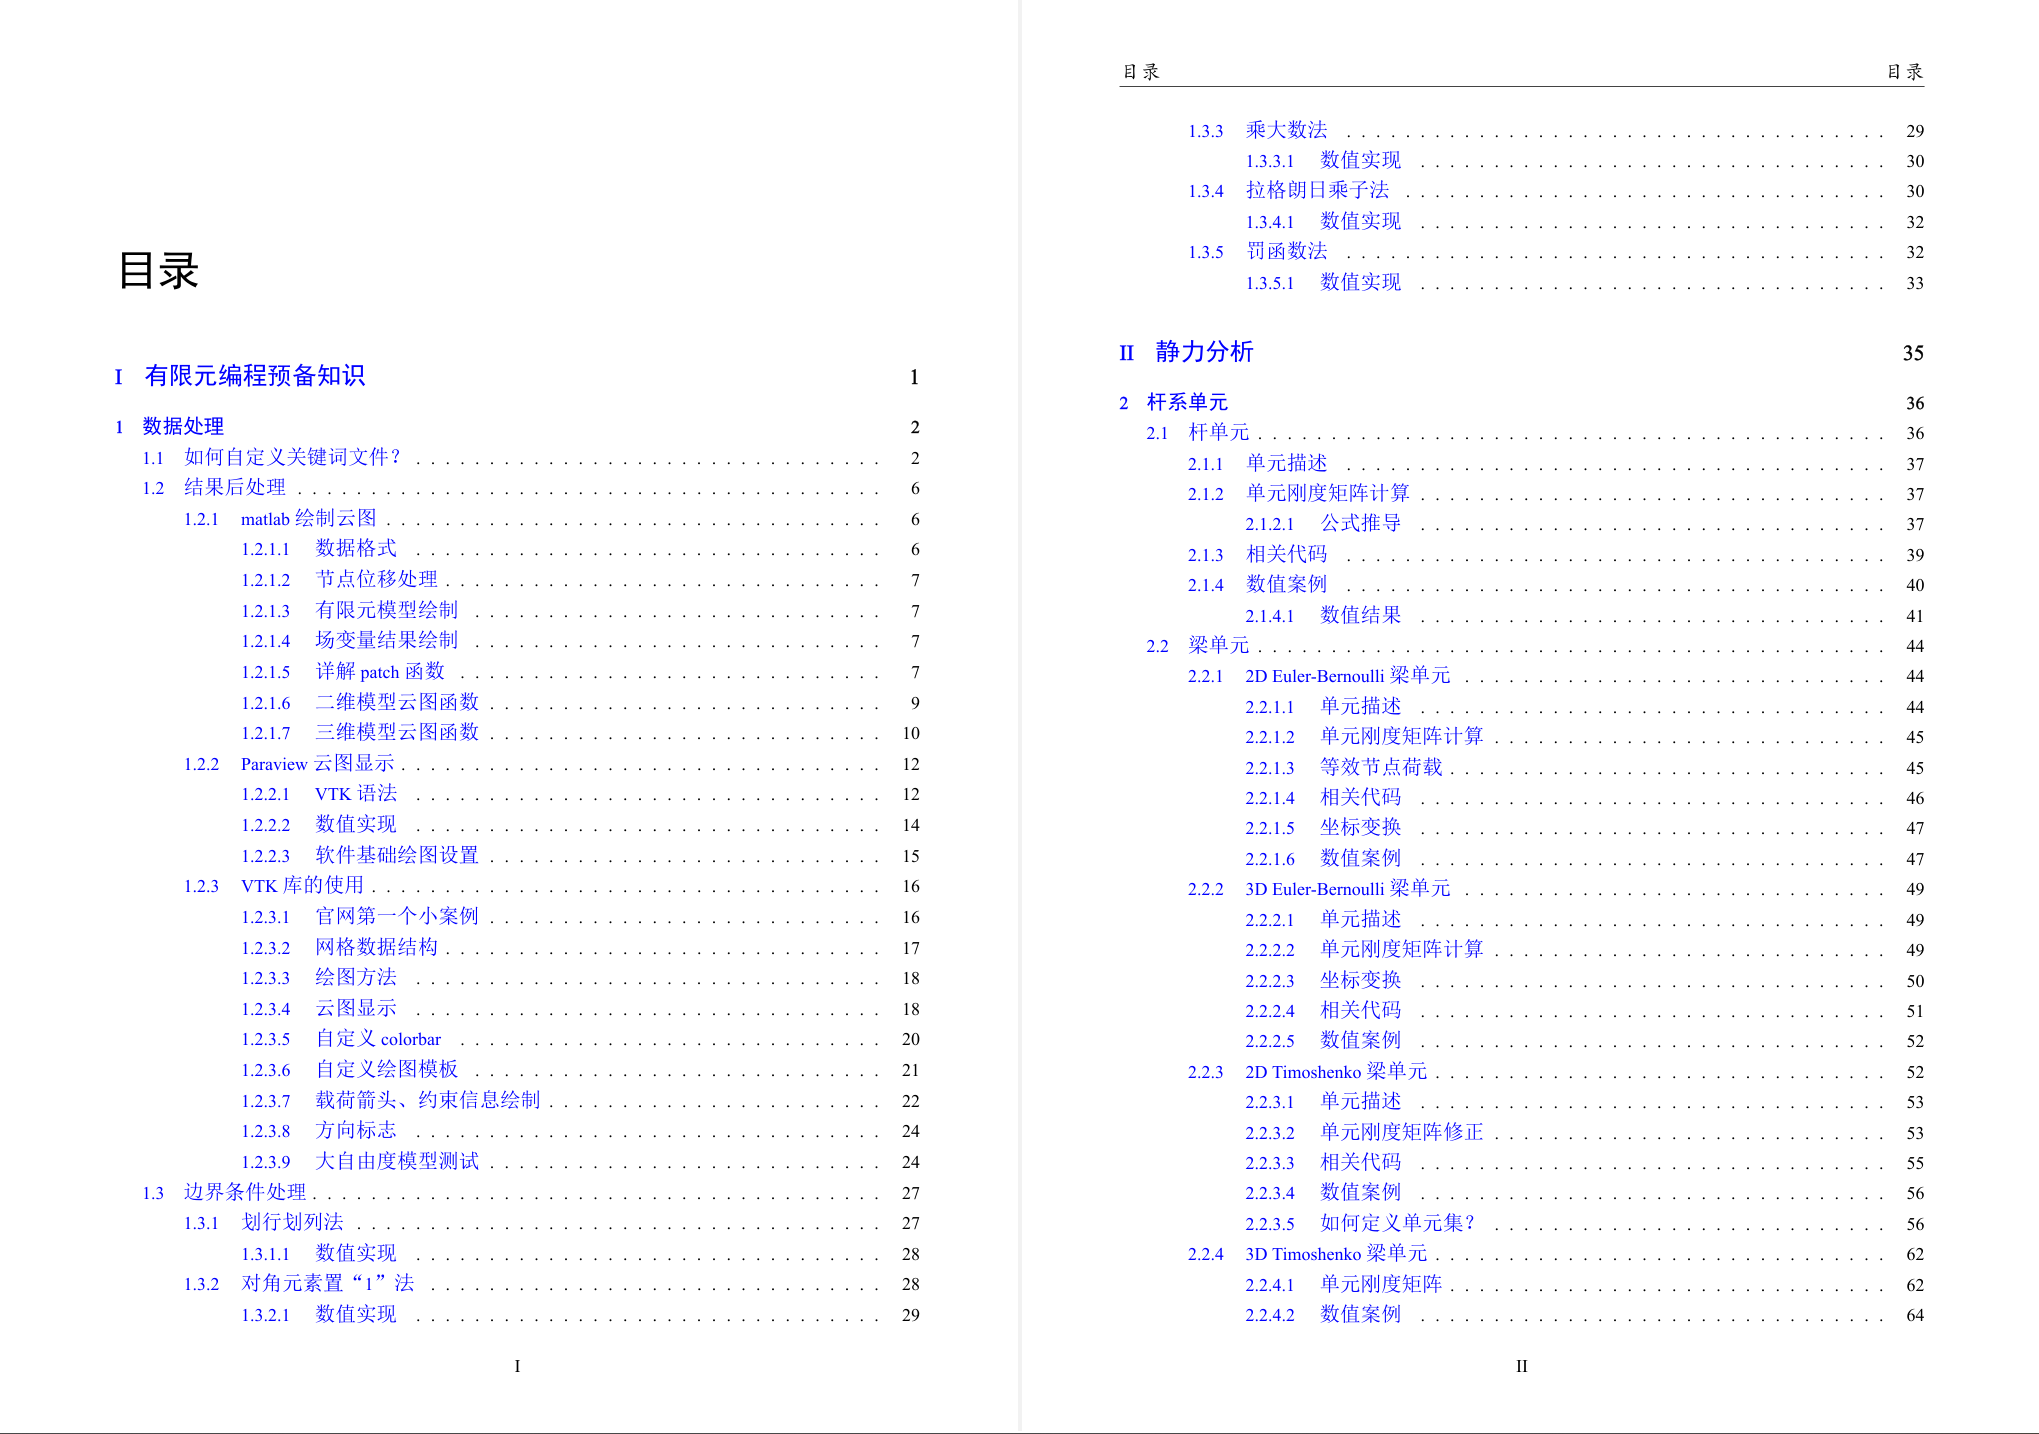 目录
I 有限元编程预备知识 1
1 数据处理 2
1.1 如何自定义关键词文件？ 2
1.2 结果后处理 6
1.2.1 matlab 绘制云图 6
1.2.1.1 数据格式 6
1.2.1.2 节点位移处理 7
1.2.1.3 有限元模型绘制 7
1.2.1.4 场变量结果绘制 7
1.2.1.5 详解 patch 函数 7
1.2.1.6 二维模型云图函数 9
1.2.1.7 三维模型云图函数 10
1.2.2 Paraview 云图显示 12
1.2.2.1 VTK 语法 12
1.2.2.2 数值实现 14
1.2.2.3 软件基础绘图设置 15
1.2.3 VTK 库的使用 16
1.2.3.1 官网第一个小案例 16
1.2.3.2 网格数据结构 17
1.2.3.3 绘图方法 18
1.2.3.4 云图显示 18
1.2.3.5 自定义 colorbar 20
1.2.3.6 自定义绘图模板 21
1.2.3.7 载荷箭头、约束信息绘制 22
1.2.3.8 方向标志 24
1.2.3.9 大自由度模型测试 24
1.3 边界条件处理 27
1.3.1 划行划列法 27
1.3.1.1 数值实现 28
1.3.2 对角元素置“1”法 28
1.3.2.1 数值实现 29
I
目录 目录
1.3.3 乘大数法 29
1.3.3.1 数值实现 30
1.3.4 拉格朗日乘子法 30
1.3.4.1 数值实现 32
1.3.5 罚函数法 32
1.3.5.1 数值实现 33
II 静力分析 35
2 杆系单元 36
2.1 杆单元 36
2.1.1 单元描述 37
2.1.2 单元刚度矩阵计算 37
2.1.2.1 公式推导 37
2.1.3 相关代码 39
2.1.4 数值案例 40
2.1.4.1 数值结果 41
2.2 梁单元 44
2.2.1 2D Euler-Bernoulli 梁单元 44
2.2.1.1 单元描述 44
2.2.1.2 单元刚度矩阵计算 45
2.2.1.3 等效节点荷载 45
2.2.1.4 相关代码 46
2.2.1.5 坐标变换 47
2.2.1.6 数值案例 47
2.2.2 3D Euler-Bernoulli 梁单元 49
2.2.2.1 单元描述 49
2.2.2.2 单元刚度矩阵计算 49
2.2.2.3 坐标变换 50
2.2.2.4 相关代码 51
2.2.2.5 数值案例 52
2.2.3 2D Timoshenko 梁单元 52
2.2.3.1 单元描述 53
2.2.3.2 单元刚度矩阵修正 53
2.2.3.3 相关代码 55
2.2.3.4 数值案例 56
2.2.3.5 如何定义单元集？ 56
2.2.4 3D Timoshenko 梁单元 62
2.2.4.1 单元刚度矩阵 62
2.2.4.2 数值案例 64
II